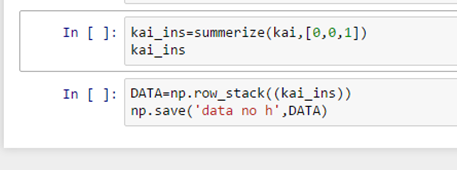 In [ ]: kai_ins=summerize(kai,[0,0,1])
kai_ins
In [ ]: DATA=np.row_stack((kai_ins))
np.save('data no h',DATA)